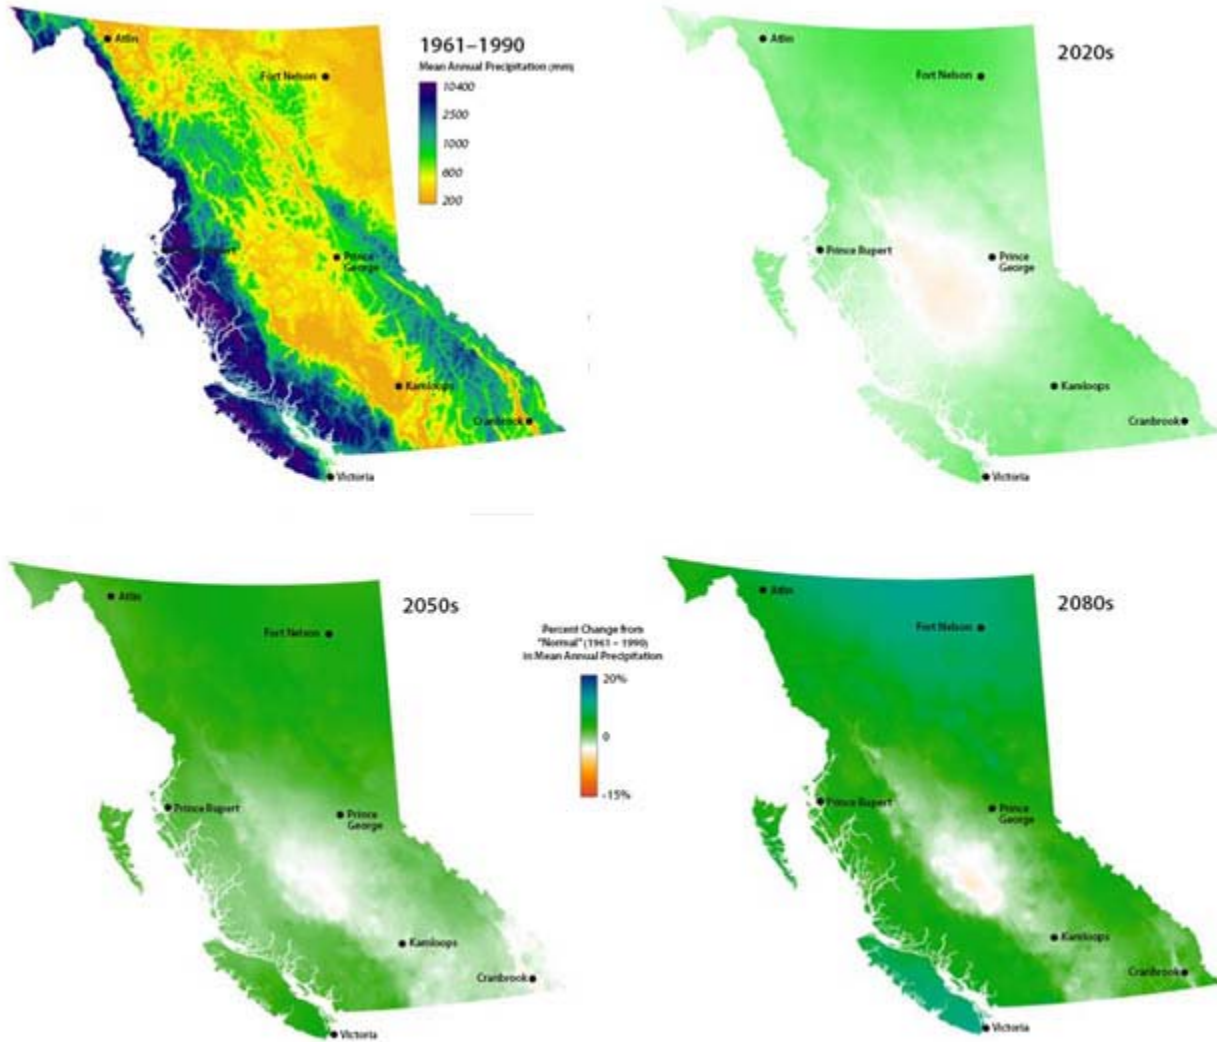 1961–1990
Mean Annual Precipitation (mm)
10400
2500
1000
600
200
Atlin
Fort Nelson
Prince
George
Kamloops
Cranbrook
Victoria
2020s
Atlin
Fort Nelson
Prince Rupert
Prince
George
Kamloops
Cranbrook
Victoria
2050s
Atlin
Fort Nelson
Prince Rupert
Prince
George
Kamloops
Cranbrook
Victoria
Percent Change from
"Normal" (1961 – 1990)
in Mean Annual Precipitation
20%
0
-15%
2080s
Atlin
Fort Nelson
Prince Rupert
Prince
George
Kamloops
Cranbrook
Victoria